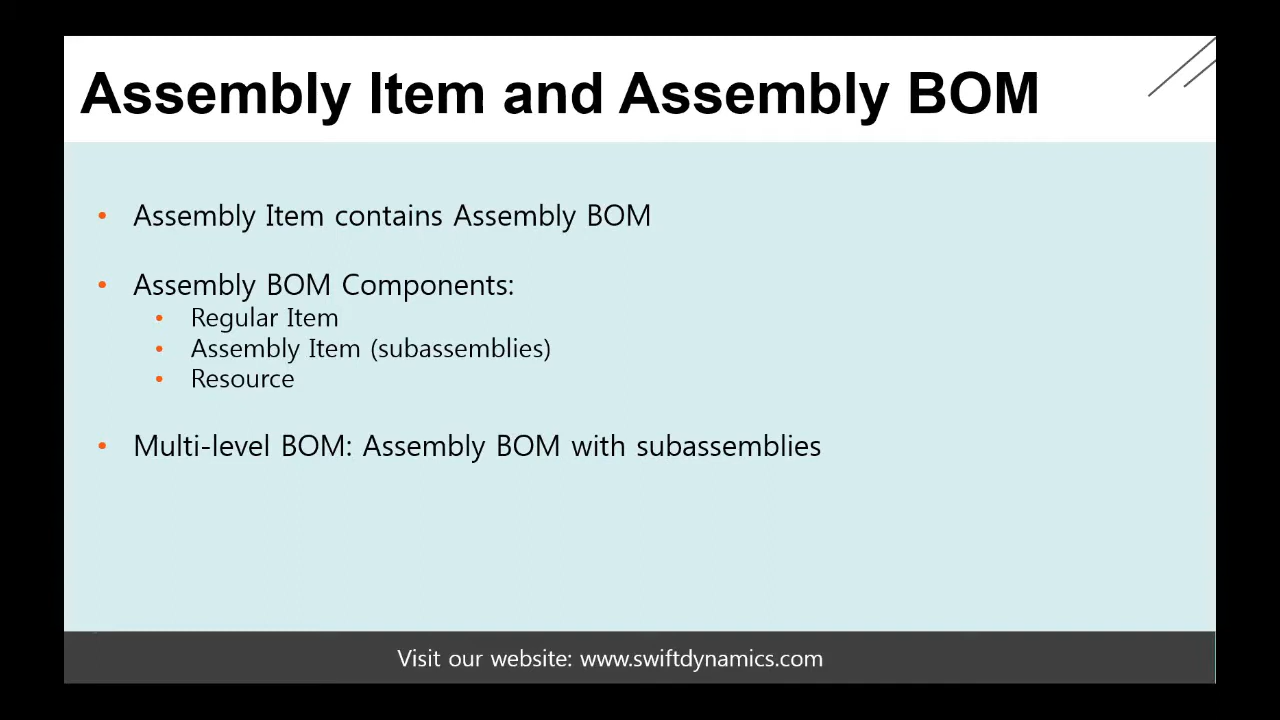 Assembly Item and Assembly BOM
• Assembly Item contains Assembly BOM
• Assembly BOM Components:
• Regular Item
• Assembly Item (subassemblies)
• Resource
• Multi-level BOM: Assembly BOM with subassemblies
Visit our website: www.swiftdynamics.com